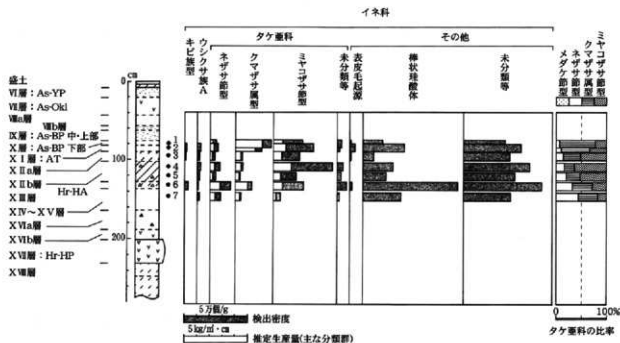 イネ科
タケ亜科
その他
キビ族型
ウシクサ族A
ネザサ節型
クマザサ属型
ミヤコザサ節型
未分類等
表皮毛起源
棒状珪酸体
未分類等
メダケ節型
ネザサ節型
クマザサ属型
ミヤコザサ節型
cm
0
100
200
盛土
Ⅵ層：As-YP
Ⅶ層：As-Okl
Ⅷa層
Ⅷb層
Ⅸ層：As-BP 中・上部
Ⅹ層：As-BP 下部
ⅩⅠ層：AT
ⅩⅡa層
ⅩⅡb層
Hr-HA
ⅩⅢ層
ⅩⅣ～ⅩⅤ層
ⅩⅥa層
ⅩⅥb層
ⅩⅦ層：Hr-HP
ⅩⅧ層
1
2
3
4
5
6
7
5万個/g
検出密度
5kg/㎡・cm
推定生産量(主な分類群)
0
100%
タケ亜科の比率